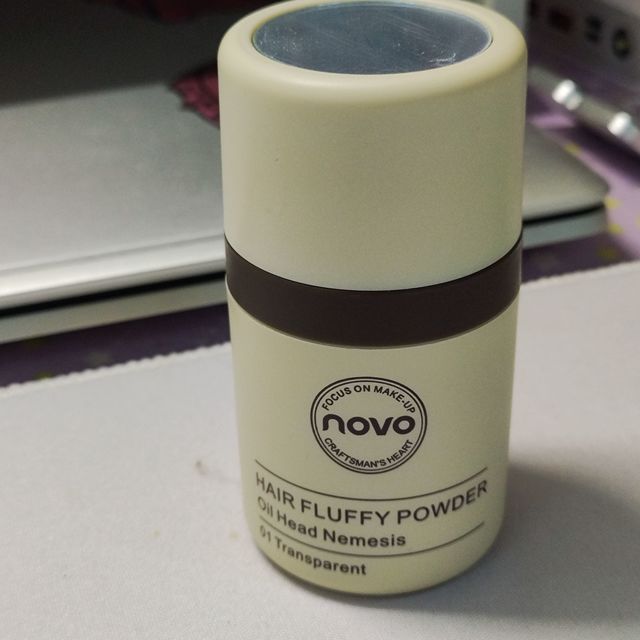 FOCUS ON MAKE-UP
novo
CRAFTSMAN'S HEART
HAIR FLUFFY POWDER
Oil Head Nemesis
01 Transparent